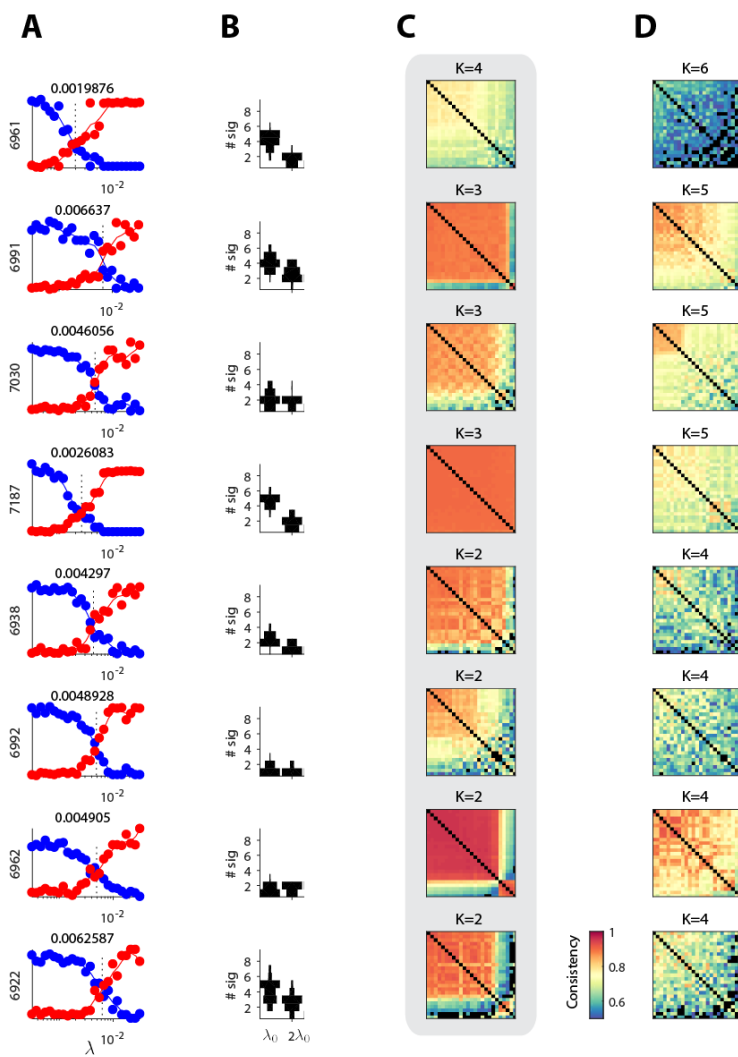 A B C D
0.0019876 K=4 K=6
6961 # sig 8 6 4 2
10-2
0.006637 K=3 K=5
6991 # sig 8 6 4 2
10-2
0.0046056 K=3 K=5
7030 # sig 8 6 4 2
10-2
0.0026083 K=3 K=5
7187 # sig 8 6 4 2
10-2
0.004297 K=2 K=4
6938 # sig 8 6 4 2
10-2
0.0048928 K=2 K=4
6992 # sig 8 6 4 2
10-2
0.004905 K=2 K=4
6962 # sig 8 6 4 2
10-2
0.0062587 K=2 K=4
6922 # sig 8 6 4 2
Consistency 1 0.8 0.6
10-2
λ λ0 2λ0